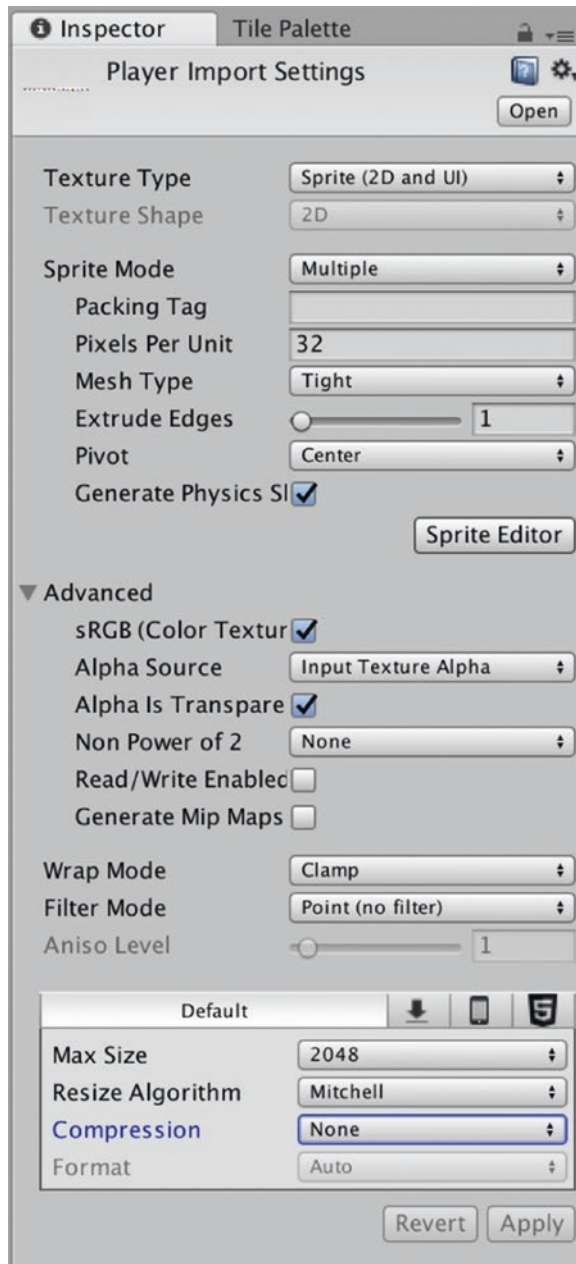 Inspector Tile Palette
Player Import Settings
Open
Texture Type Sprite (2D and UI)
Texture Shape 2D
Sprite Mode Multiple
Packing Tag
Pixels Per Unit 32
Mesh Type Tight
Extrude Edges 1
Pivot Center
Generate Physics Sl
Sprite Editor
Advanced
sRGB (Color Textur
Alpha Source Input Texture Alpha
Alpha Is Transpare
Non Power of 2 None
Read/Write Enabled
Generate Mip Maps
Wrap Mode Clamp
Filter Mode Point (no filter)
Aniso Level 1
Default 5
Max Size 2048
Resize Algorithm Mitchell
Compression None
Format Auto
Revert Apply